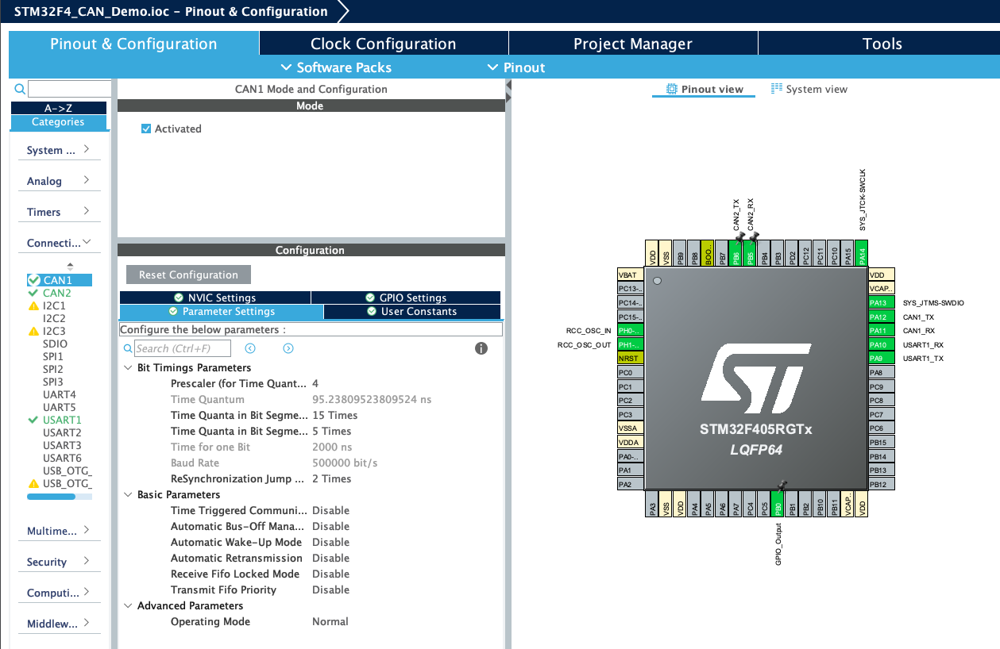 STM32F4_CAN_Demo.ioc - Pinout & Configuration
Pinout & Configuration
Clock Configuration
Project Manager
Tools
Software Packs
Pinout
A->Z
Categories
System ...
Analog
Timers
Connecti...
CAN1
CAN2
I2C1
I2C2
I2C3
SDIO
SPI1
SPI2
SPI3
UART4
UART5
USART1
USART2
USART3
USART6
USB_OTG_
USB_OTG_
Multime...
Security
Computi...
Middlew...
CAN1 Mode and Configuration
Mode
Activated
Configuration
Reset Configuration
NVIC Settings
GPIO Settings
Parameter Settings
User Constants
Configure the below parameters :
Search (Ctrl+F)
Bit Timings Parameters
Prescaler (for Time Quant... 4
Time Quantum 95.23809523809524 ns
Time Quanta in Bit Segme... 15 Times
Time Quanta in Bit Segme... 5 Times
Time for one Bit 2000 ns
Baud Rate 500000 bit/s
ReSynchronization Jump ... 2 Times
Basic Parameters
Time Triggered Communi... Disable
Automatic Bus-Off Mana... Disable
Automatic Wake-Up Mode Disable
Automatic Retransmission Disable
Receive Fifo Locked Mode Disable
Transmit Fifo Priority Disable
Advanced Parameters
Operating Mode Normal
Pinout view
System view
CAN2_TX
CAN2_RX
SYS_JTCK-SWCLK
VDD
VSS
PB9
PB8
BOO...
PB7
PB6
PB5
PB4
PB3
PD2
PC12
PC11
PC10
PA15
PA14
VBAT
PC13-..
PC14-..
PC15-..
RCC_OSC_IN
PH0-..
RCC_OSC_OUT
PH1-..
NRST
PC0
PC1
PC2
PC3
VSSA
VDDA
PA0-..
PA1
PA2
ST
STM32F405RGTx
LQFP64
VDD
VCAP..
PA13
SYS_JTMS-SWDIO
PA12
CAN1_TX
PA11
CAN1_RX
PA10
USART1_RX
PA9
USART1_TX
PA8
PC9
PC8
PC7
PC6
PB15
PB14
PB13
PB12
PA3
VSS
VDD
PA4
PA5
PA6
PA7
PC4
PC5
PB0
PB1
PB2
PB10
PB11
VCAP..
VDD
GPIO_Output